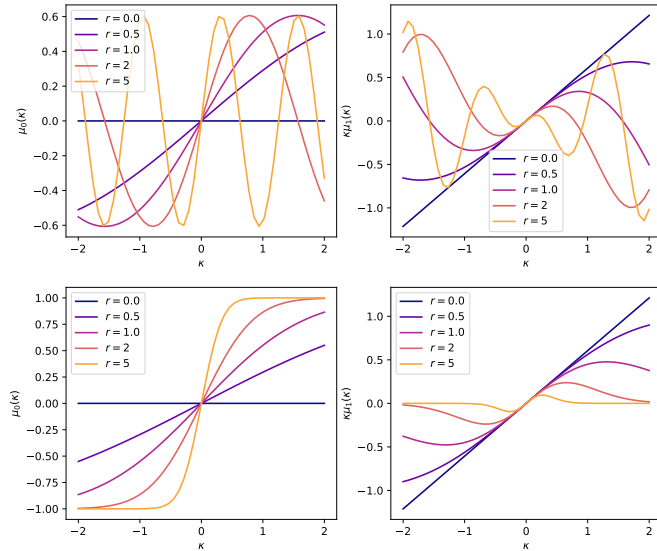 0.6
0.4
0.2
0.0
−0.2
−0.4
−0.6
μ₀(κ)
−2 −1 0 1 2
κ
r = 0.0
r = 0.5
r = 1.0
r = 2
r = 5
1.0
0.5
0.0
−0.5
−1.0
κμ₁(κ)
−2 −1 0 1 2
κ
r = 0.0
r = 0.5
r = 1.0
r = 2
r = 5
1.00
0.75
0.50
0.25
0.00
−0.25
−0.50
−0.75
−1.00
μ₀(κ)
−2 −1 0 1 2
κ
r = 0.0
r = 0.5
r = 1.0
r = 2
r = 5
1.0
0.5
0.0
−0.5
−1.0
κμ₁(κ)
−2 −1 0 1 2
κ
r = 0.0
r = 0.5
r = 1.0
r = 2
r = 5